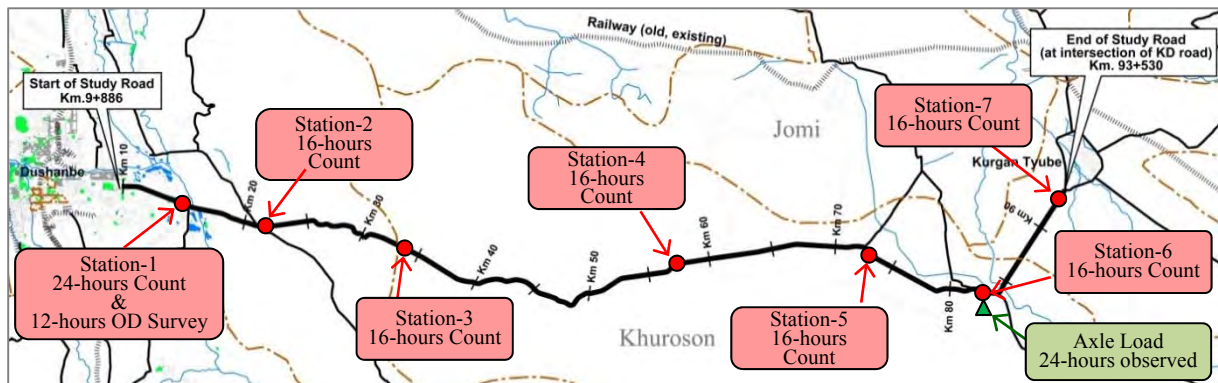 Railway (old, existing)
End of Study Road
(at intersection of KD road)
Km. 93+530
Start of Study Road
Km.9+886
Station-2
16-hours
Count
Station-7
16-hours Count
Jomi
Station-4
16-hours
Count
Kurgan Tyube
Dushanbe
Km 10
Km 20
Km 30
Km 40
Km 50
Km 60
Km 70
Km 80
Km 90
Station-1
24-hours Count
&
12-hours OD Survey
Station-3
16-hours Count
Khuroson
Station-5
16-hours
Count
Station-6
16-hours Count
Axle Load
24-hours observed